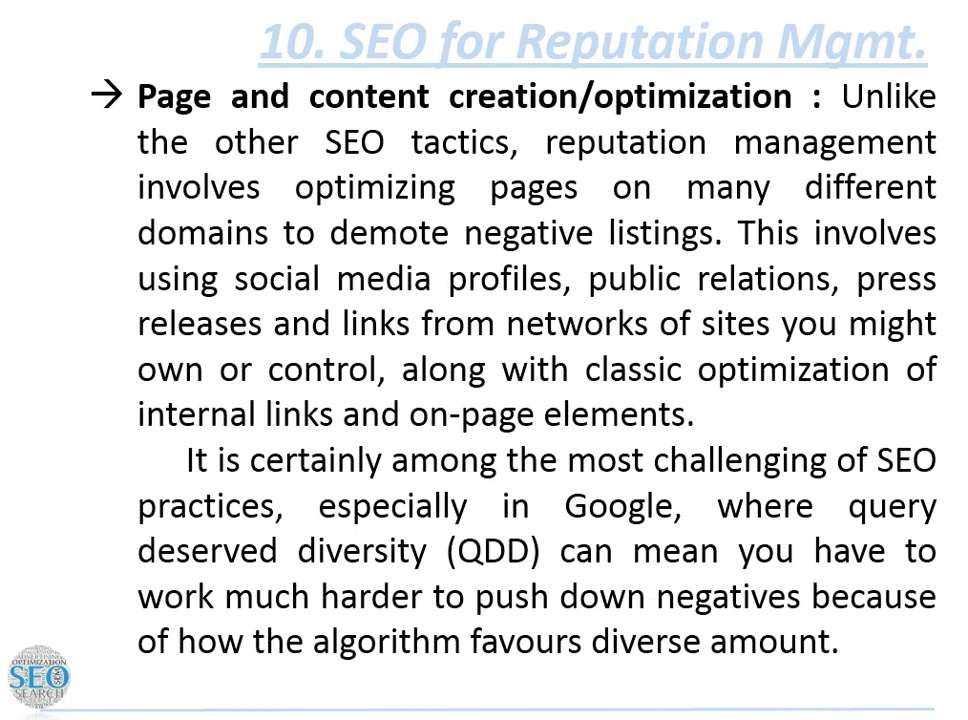 10. SEO for Reputation Mgmt.
→ Page and content creation/optimization : Unlike
the other SEO tactics, reputation management
involves optimizing pages on many different
domains to demote negative listings. This involves
using social media profiles, public relations, press
releases and links from networks of sites you might
own or control, along with classic optimization of
internal links and on-page elements.
It is certainly among the most challenging of SEO
practices, especially in Google, where query
deserved diversity (QDD) can mean you have to
work much harder to push down negatives because
of how the algorithm favours diverse amount.
OPTIMIZATION
SEO
SEARCH